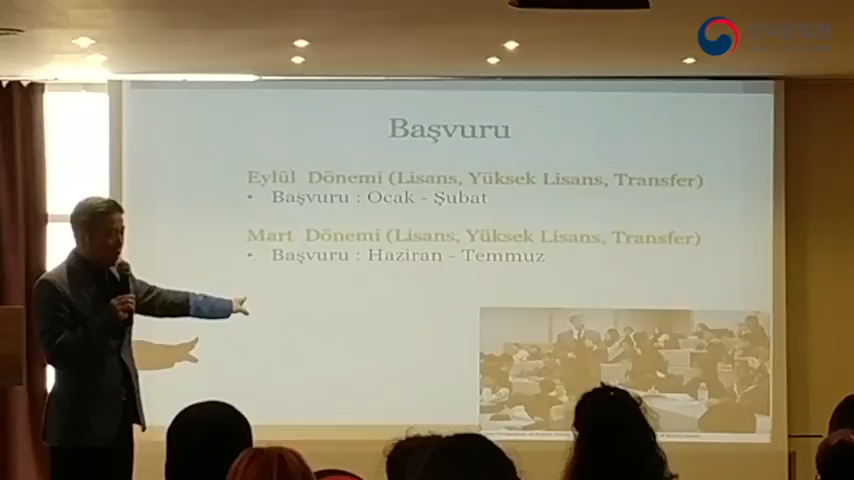 Başvuru
Eylül Dönemi (Lisans, Yüksek Lisans, Transfer)
• Başvuru : Ocak - Şubat
Mart Dönemi (Lisans, Yüksek Lisans, Transfer)
• Başvuru : Haziran - Temmuz